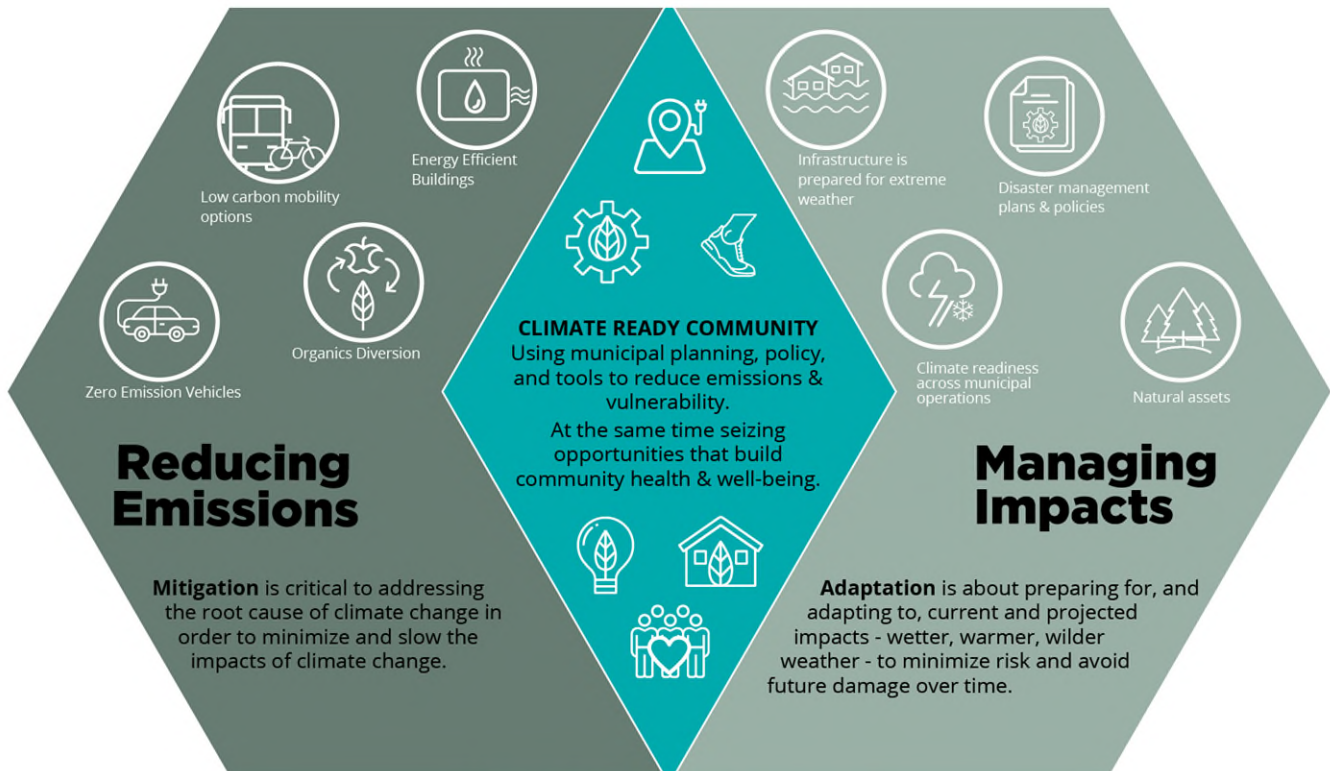 Low carbon mobility
options
Energy Efficient
Buildings
Zero Emission Vehicles
Organics Diversion
Reducing
Emissions
Mitigation is critical to addressing
the root cause of climate change in
order to minimize and slow the
impacts of climate change.
CLIMATE READY COMMUNITY
Using municipal planning, policy,
and tools to reduce emissions &
vulnerability.
At the same time seizing
opportunities that build
community health & well-being.
Infrastructure is
prepared for extreme
weather
Disaster management
plans & policies
Climate readiness
across municipal
operations
Natural assets
Managing
Impacts
Adaptation is about preparing for, and
adapting to, current and projected
impacts - wetter, warmer, wilder
weather - to minimize risk and avoid
future damage over time.